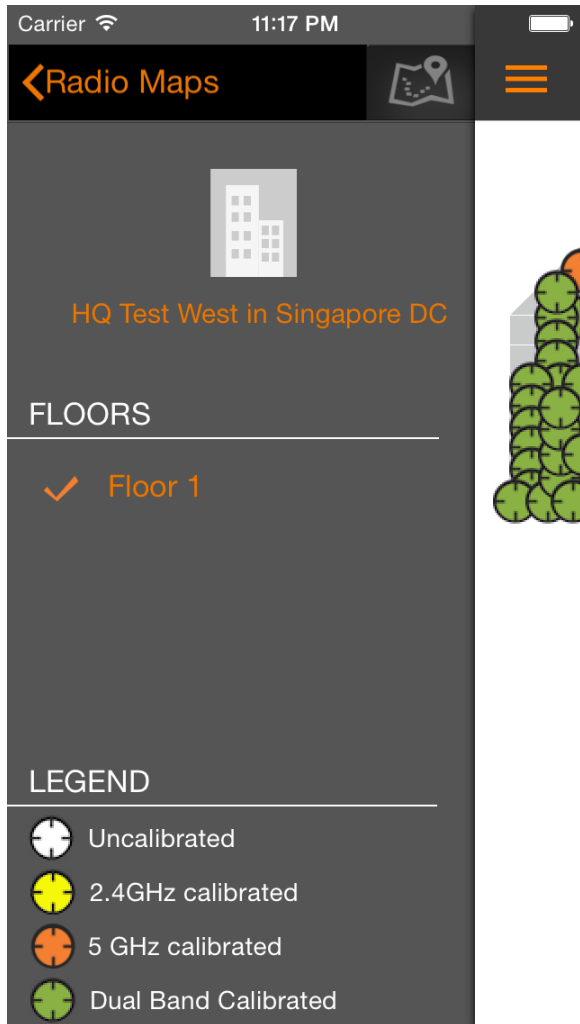 Carrier 11:17 PM
Radio Maps
HQ Test West in Singapore DC
FLOORS
Floor 1
LEGEND
Uncalibrated
2.4GHz calibrated
5 GHz calibrated
Dual Band Calibrated